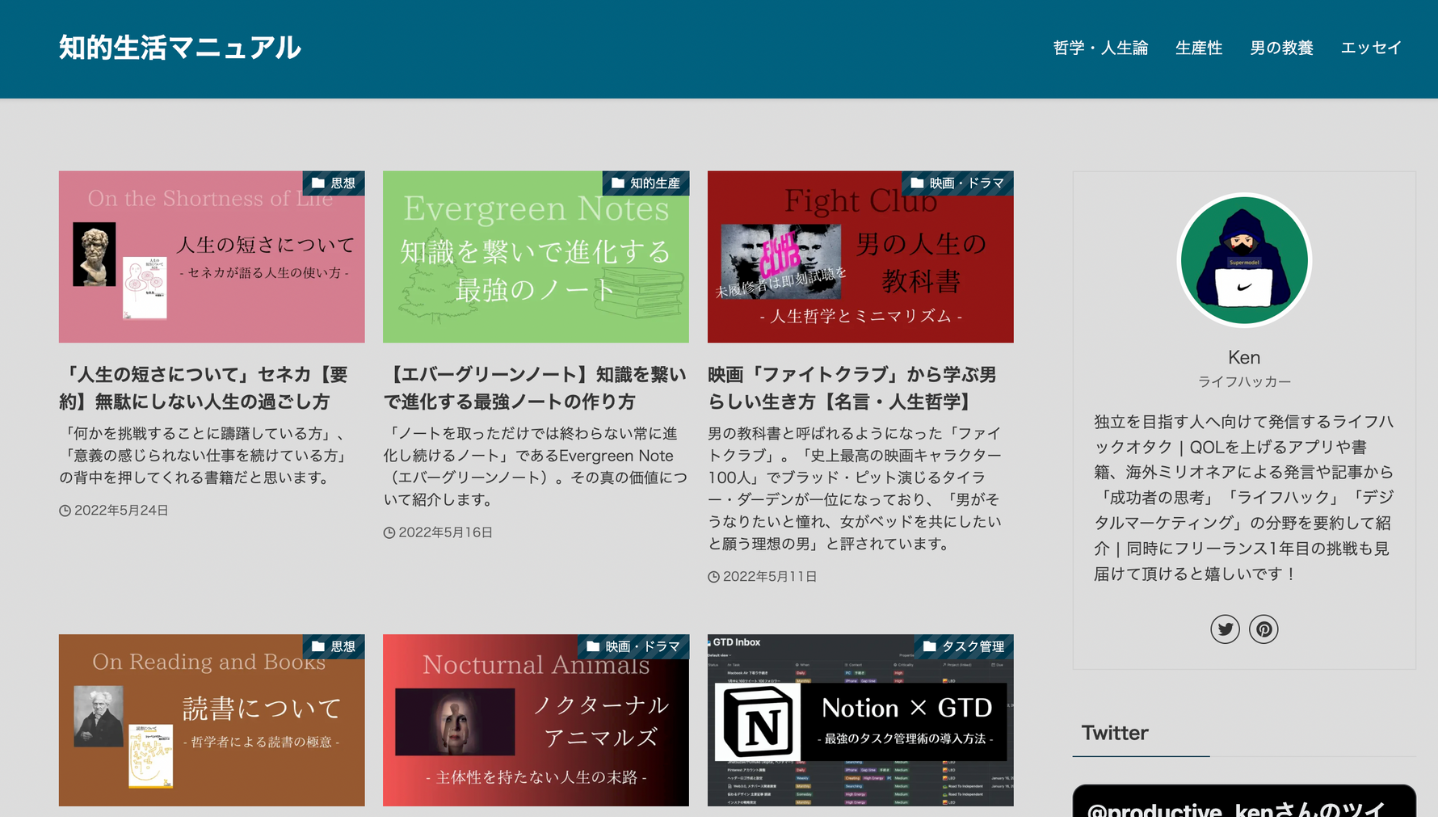 知的生活マニュアル
哲学・人生論
生産性
男の教養
エッセイ
思想
On the Shortness of Life
人生の短さについて
- セネカが語る人生の使い方 -
「人生の短さについて」セネカ【要
約】無駄にしない人生の過ごし方
「何かを挑戦することに躊躇している方」、
「意義の感じられない仕事を続けている方」
の背中を押してくれる書籍だと思います。
2022年5月24日
知的生産
Evergreen Notes
知識を繋いで進化する
最強のノート
【エバーグリーンノート】知識を繋い
で進化する最強ノートの作り方
「ノートを取っただけでは終わらない常に進
化し続けるノート」であるEvergreen Note
（エバーグリーンノート）。その真の価値につ
いて紹介します。
2022年5月16日
映画・ドラマ
Fight Club
FIGHT
CLUB
男の人生の
教科書
未履修者は即刻試聴を
- 人生哲学とミニマリズム -
映画「ファイトクラブ」から学ぶ男
らしい生き方【名言・人生哲学】
男の教科書と呼ばれるようになった「ファイ
トクラブ」。「史上最高の映画キャラクター
100人」でブラッド・ピット演じるタイラ
ー・ダーデンが一位になっており、「男がそ
うなりたいと憧れ、女がベッドを共にしたい
と願う理想の男」と評されています。
2022年5月11日
思想
On Reading and Books
読書について
- 哲学者による読書の極意 -
映画・ドラマ
Nocturnal Animals
ノクターナル
アニマルズ
- 主体性を持たない人生の末路 -
タスク管理
GTD Inbox
N
Notion × GTD
- 最強のタスク管理術の導入方法 -
Supermodel
Ken
ライフハッカー
独立を目指す人へ向けて発信するライフハ
ックオタク | QOLを上げるアプリや書
籍、海外ミリオネアによる発言や記事から
「成功者の思考」「ライフハック」「デジ
タルマーケティング」の分野を要約して紹
介 | 同時にフリーランス1年目の挑戦も見
届けて頂けると嬉しいです！
Twitter
@productive_kenさんのツイ